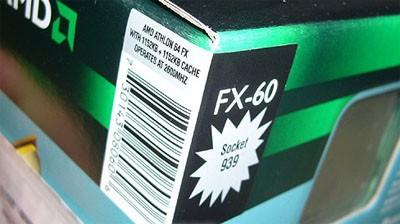 AMD
AMD ATHLON 64 FX
WITH 1152KB + 1152KB CACHE
OPERATES AT 2600MHZ
FX-60
Socket
939